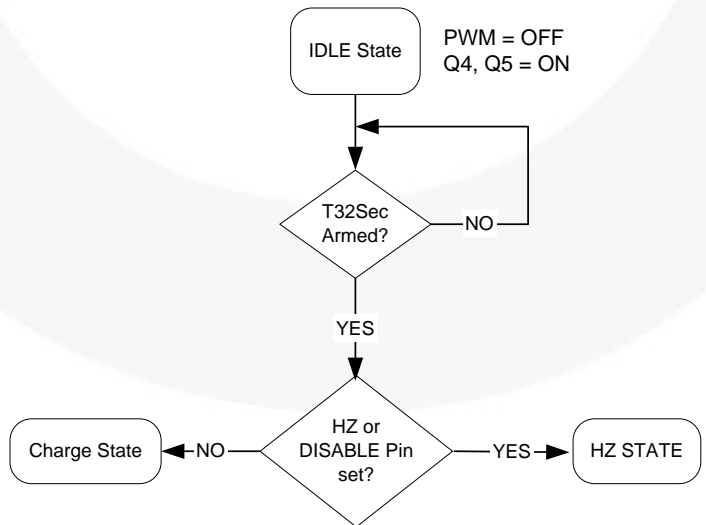 IDLE State
PWM = OFF
Q4, Q5 = ON
T32Sec
Armed?
NO
YES
HZ or
DISABLE Pin
set?
Charge State
NO
YES
HZ STATE